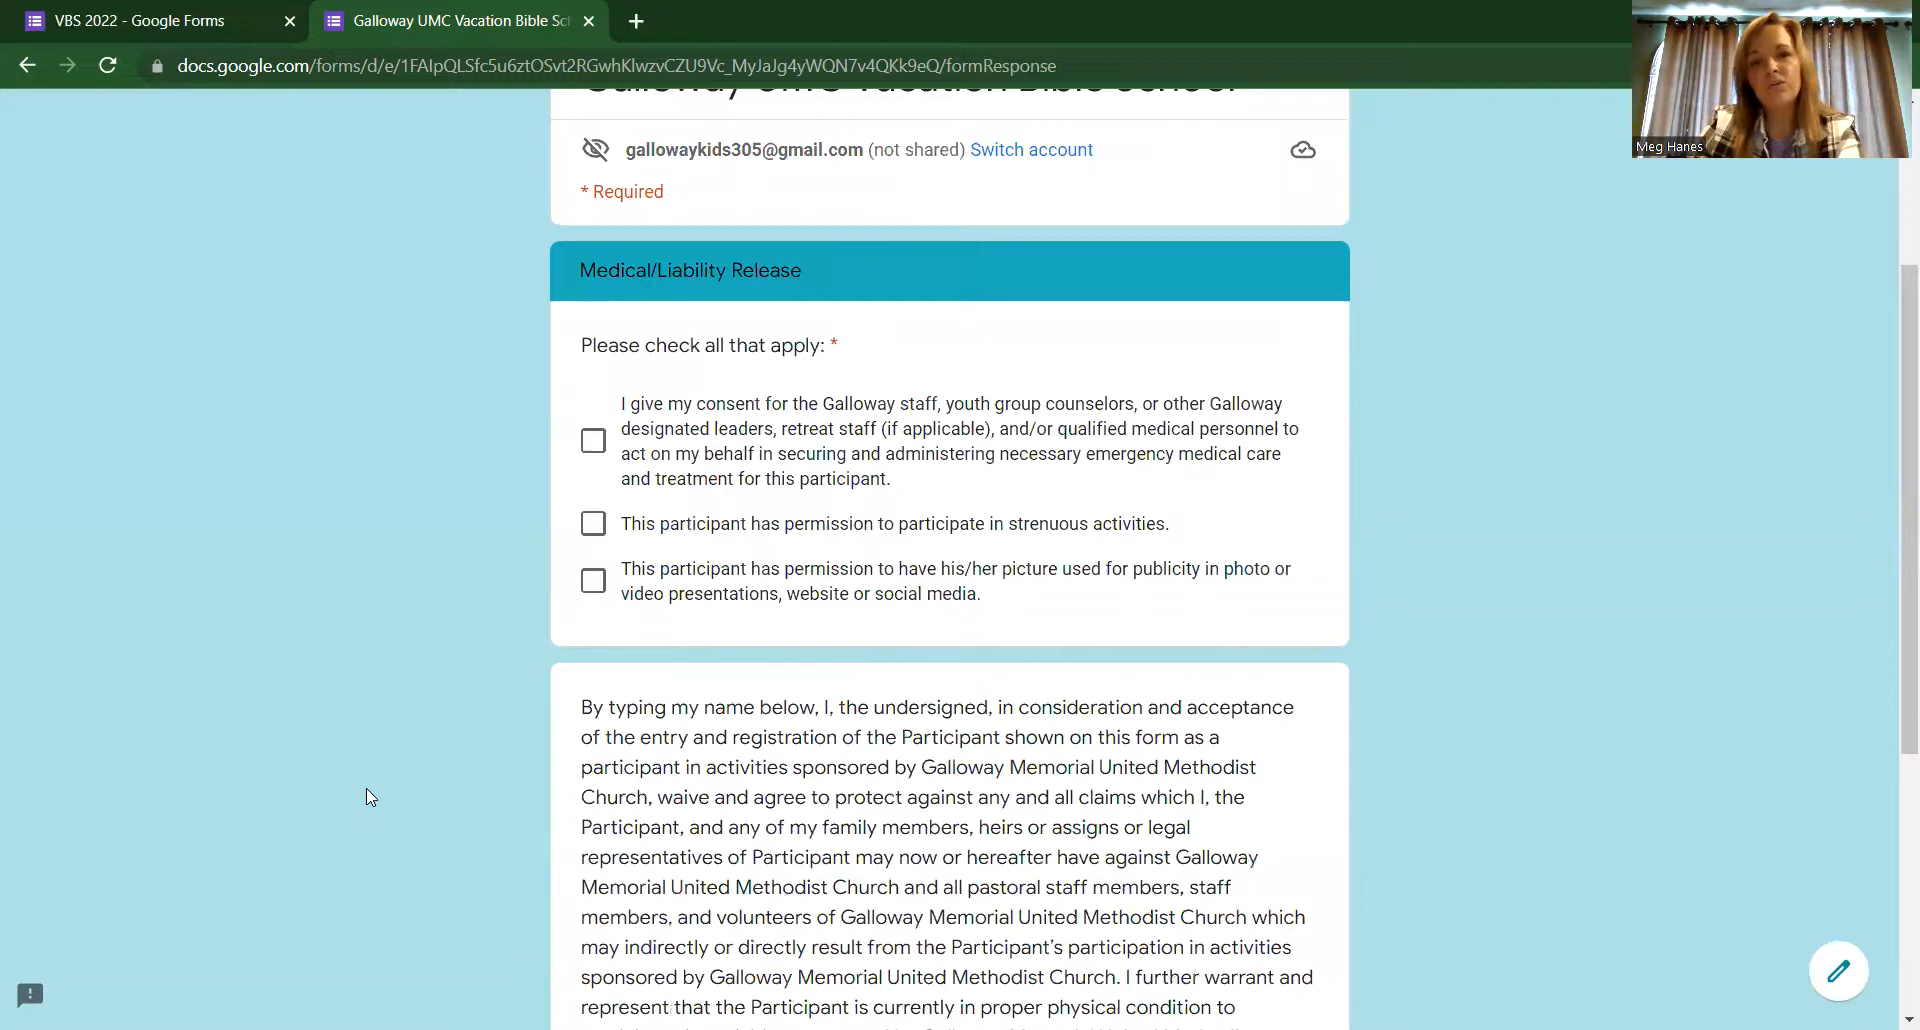 VBS 2022 - Google Forms
Galloway UMC Vacation Bible Sc
docs.google.com/forms/d/e/1FAIpQLSfc5u6ztOSvt2RGwhKlwzvCZU9Vc_MyJaJg4yWQN7v4QKk9eQ/formResponse
Meg Hanes
Galloway UMC Vacation Bible School
gallowaykids305@gmail.com (not shared) Switch account
* Required
Medical/Liability Release
Please check all that apply: *
I give my consent for the Galloway staff, youth group counselors, or other Galloway
designated leaders, retreat staff (if applicable), and/or qualified medical personnel to
act on my behalf in securing and administering necessary emergency medical care
and treatment for this participant.
This participant has permission to participate in strenuous activities.
This participant has permission to have his/her picture used for publicity in photo or
video presentations, website or social media.
By typing my name below, I, the undersigned, in consideration and acceptance
of the entry and registration of the Participant shown on this form as a
participant in activities sponsored by Galloway Memorial United Methodist
Church, waive and agree to protect against any and all claims which I, the
Participant, and any of my family members, heirs or assigns or legal
representatives of Participant may now or hereafter have against Galloway
Memorial United Methodist Church and all pastoral staff members, staff
members, and volunteers of Galloway Memorial United Methodist Church which
may indirectly or directly result from the Participant's participation in activities
sponsored by Galloway Memorial United Methodist Church. I further warrant and
represent that the Participant is currently in proper physical condition to